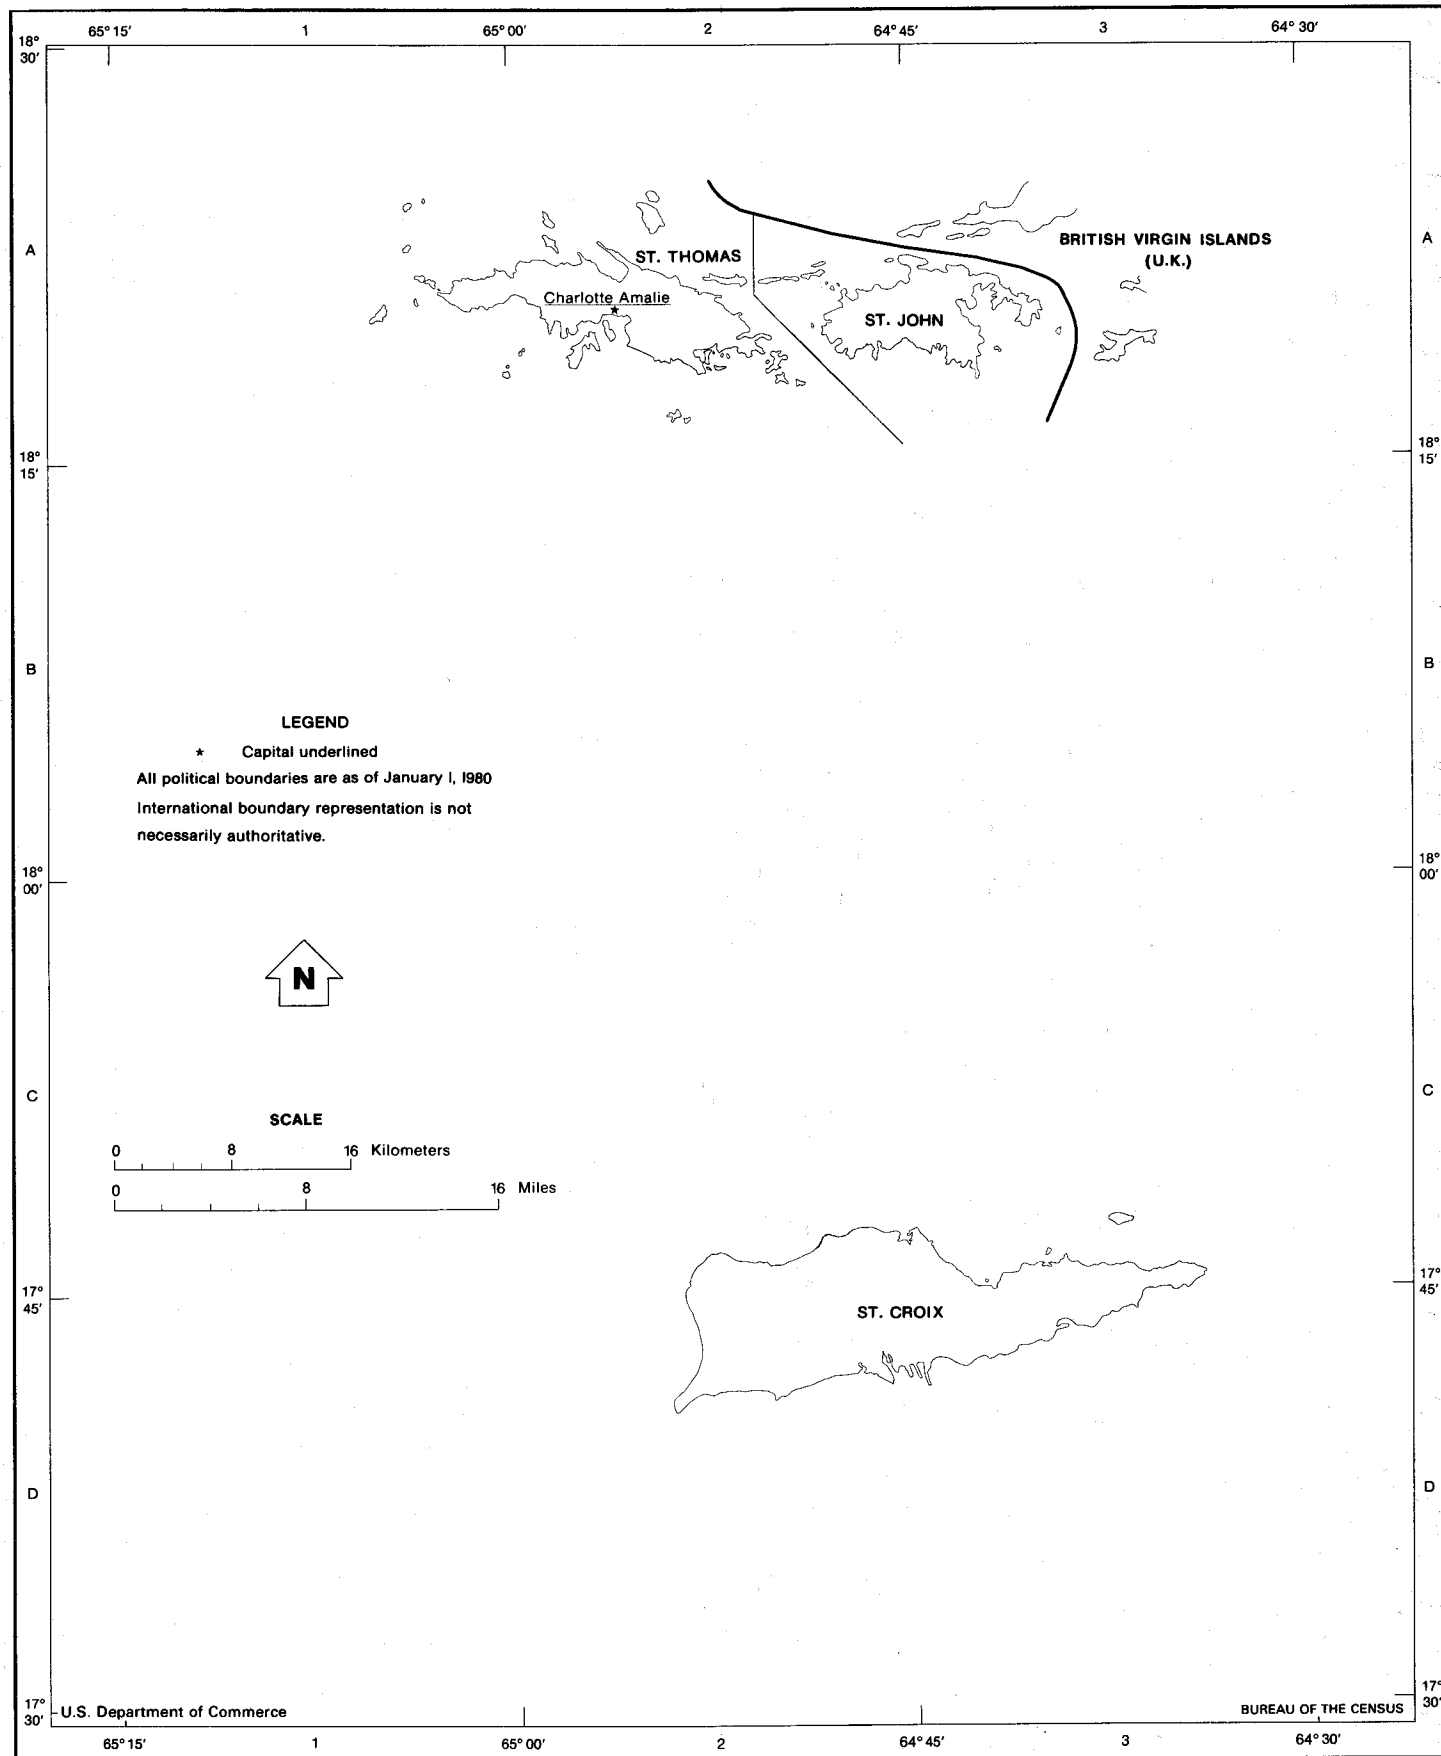 65° 15′ 1 65° 00′ 2 64° 45′ 3 64° 30′
18° 18°
30′ 30′
BRITISH VIRGIN ISLANDS
(U.K.)
A A
ST. THOMAS
Charlotte Amalie
ST. JOHN
18° 18°
15′ 15′
B B
LEGEND
★ Capital underlined
All political boundaries are as of January 1, 1980
International boundary representation is not
necessarily authoritative.
18° 18°
00′ 00′
N
C C
SCALE
0 8 16 Kilometers
0 8 16 Miles
17° 17°
45′ 45′
ST. CROIX
D D
17° 17°
30′ 30′
U.S. Department of Commerce BUREAU OF THE CENSUS
65° 15′ 1 65° 00′ 2 64° 45′ 3 64° 30′